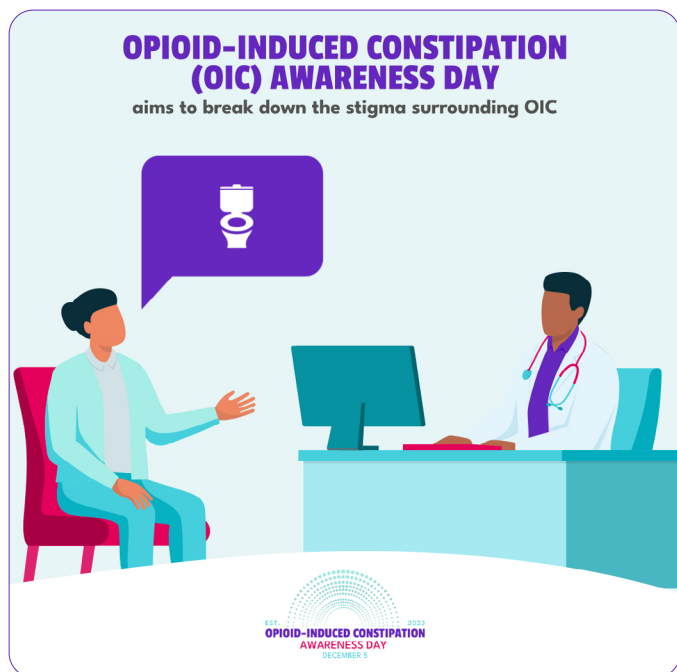 OPIOID-INDUCED CONSTIPATION
(OIC) AWARENESS DAY
aims to break down the stigma surrounding OIC
EST. 2023
OPIOID-INDUCED CONSTIPATION
AWARENESS DAY
DECEMBER 5